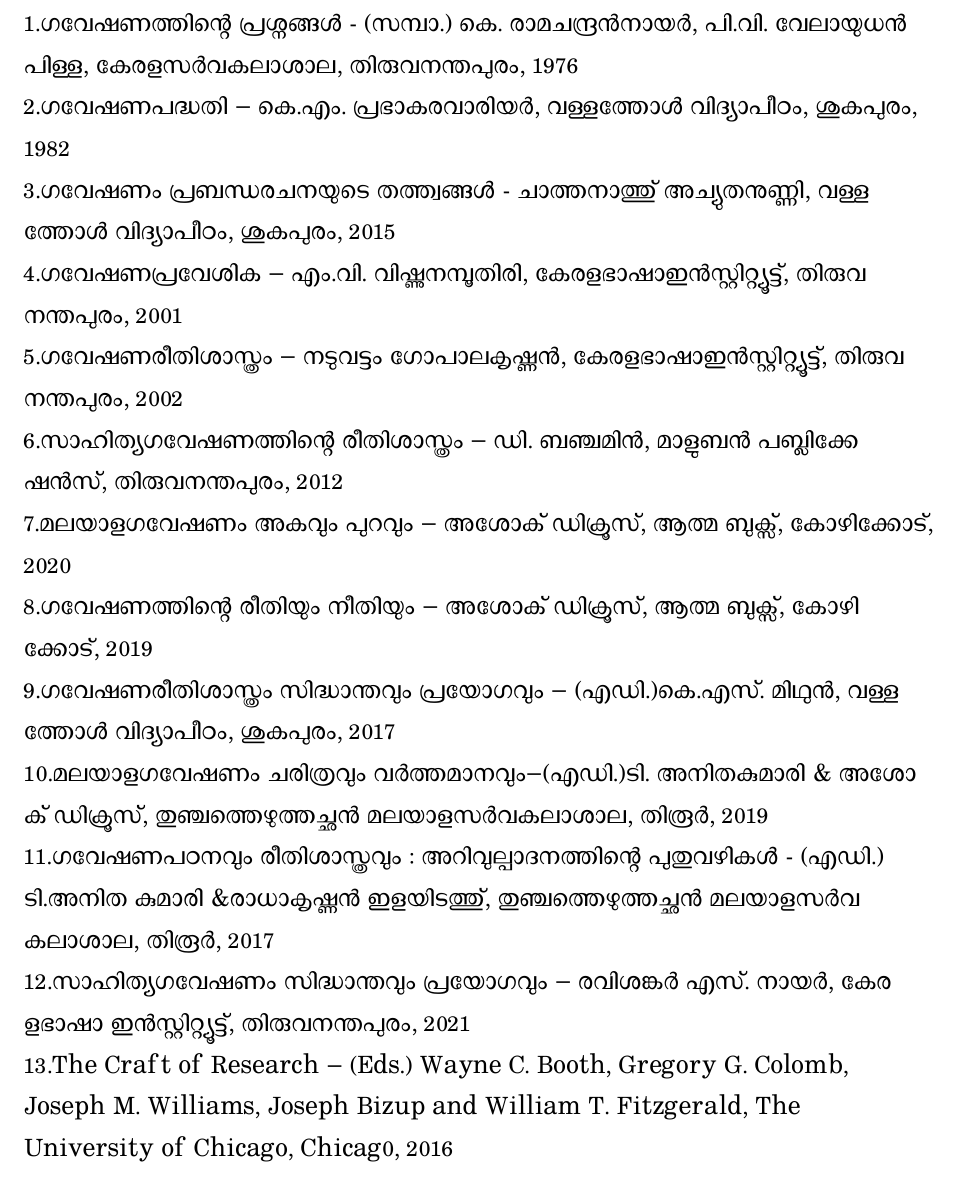 1.ഗവേഷണത്തിന്റെ പ്രശ്നങ്ങൾ - (സമ്പാ.) കെ. രാമചന്ദ്രൻനായർ, പി.വി. വേലായുധൻ
പിള്ള, കേരളസർവകലാശാല, തിരുവനന്തപുരം, 1976
2.ഗവേഷണപദ്ധതി – കെ.എം. പ്രഭാകരവാരിയർ, വള്ളത്തോൾ വിദ്യാപീഠം, ശുകപുരം,
1982
3.ഗവേഷണം പ്രബന്ധരചനയുടെ തത്ത്വങ്ങൾ - ചാത്തനാത്ത് അച്യുതനുണ്ണി, വള്ള
ത്തോൾ വിദ്യാപീഠം, ശുകപുരം, 2015
4.ഗവേഷണപ്രവേശിക – എം.വി. വിഷ്ണുനമ്പൂതിരി, കേരളഭാഷാഇൻസ്റ്റിറ്റ്യൂട്ട്, തിരുവ
നന്തപുരം, 2001
5.ഗവേഷണരീതിശാസ്ത്രം – നടുവട്ടം ഗോപാലകൃഷ്ണൻ, കേരളഭാഷാഇൻസ്റ്റിറ്റ്യൂട്ട്, തിരുവ
നന്തപുരം, 2002
6.സാഹിത്യഗവേഷണത്തിന്റെ രീതിശാസ്ത്രം – ഡി. ബഞ്ചമിൻ, മാളുബൻ പബ്ലിക്കേ
ഷൻസ്, തിരുവനന്തപുരം, 2012
7.മലയാളഗവേഷണം അകവും പുറവും – അശോക് ഡിക്രൂസ്, ആത്മ ബുക്സ്, കോഴിക്കോട്,
2020
8.ഗവേഷണത്തിന്റെ രീതിയും നീതിയും – അശോക് ഡിക്രൂസ്, ആത്മ ബുക്സ്, കോഴി
ക്കോട്, 2019
9.ഗവേഷണരീതിശാസ്ത്രം സിദ്ധാന്തവും പ്രയോഗവും – (എഡി.)കെ.എസ്. മിഥുൻ, വള്ള
ത്തോൾ വിദ്യാപീഠം, ശുകപുരം, 2017
10.മലയാളഗവേഷണം ചരിത്രവും വർത്തമാനവും–(എഡി.)ടി. അനിതകുമാരി & അശോ
ക് ഡിക്രൂസ്, തുഞ്ചത്തെഴുത്തച്ഛൻ മലയാളസർവകലാശാല, തിരൂർ, 2019
11.ഗവേഷണപഠനവും രീതിശാസ്ത്രവും : അറിവുല്പാദനത്തിന്റെ പുതുവഴികൾ - (എഡി.)
ടി.അനിത കുമാരി &രാധാകൃഷ്ണൻ ഇളയിടത്ത്, തുഞ്ചത്തെഴുത്തച്ഛൻ മലയാളസർവ
കലാശാല, തിരൂർ, 2017
12.സാഹിത്യഗവേഷണം സിദ്ധാന്തവും പ്രയോഗവും – രവിശങ്കർ എസ്. നായർ, കേര
ളഭാഷാ ഇൻസ്റ്റിറ്റ്യൂട്ട്, തിരുവനന്തപുരം, 2021
13.The Craft of Research – (Eds.) Wayne C. Booth, Gregory G. Colomb,
Joseph M. Williams, Joseph Bizup and William T. Fitzgerald, The
University of Chicago, Chicag0, 2016